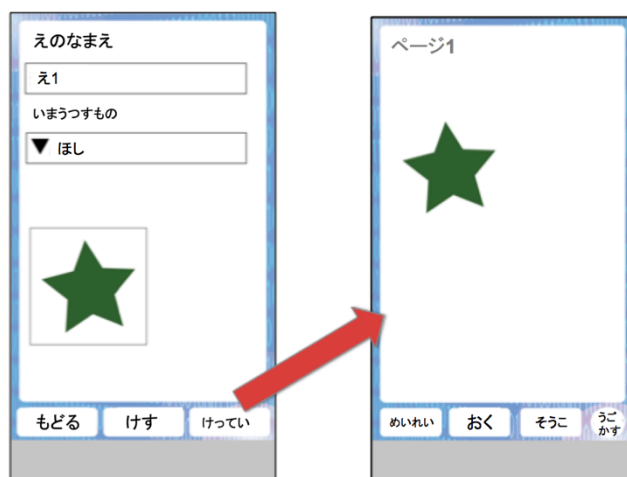 えのなまえ
え1
いまうつすもの
▼ ほし
もどる
けす
けってい
ページ1
めいれい
おく
そうこ
うご
かす